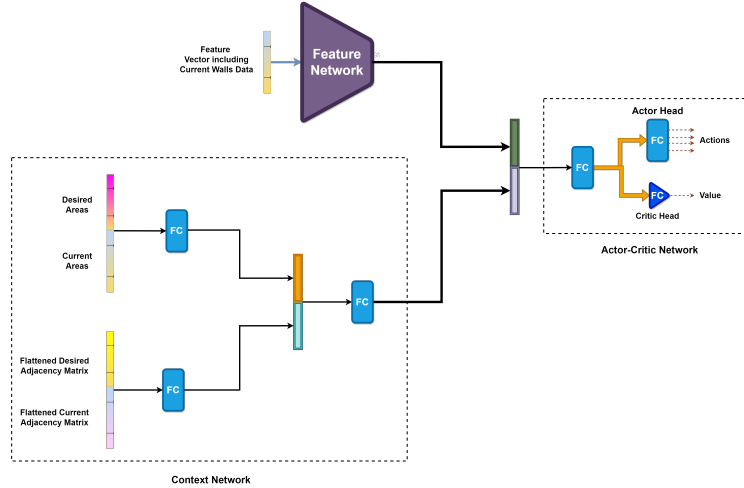 Feature
Vector including
Current Walls Data
Feature
Network
Desired
Areas
Current
Areas
FC
Flattened Desired
Adjacency Matrix
Flattened Current
Adjacency Matrix
FC
FC
Context Network
FC
Actor Head
FC
Actions
FC
Value
Critic Head
Actor-Critic Network